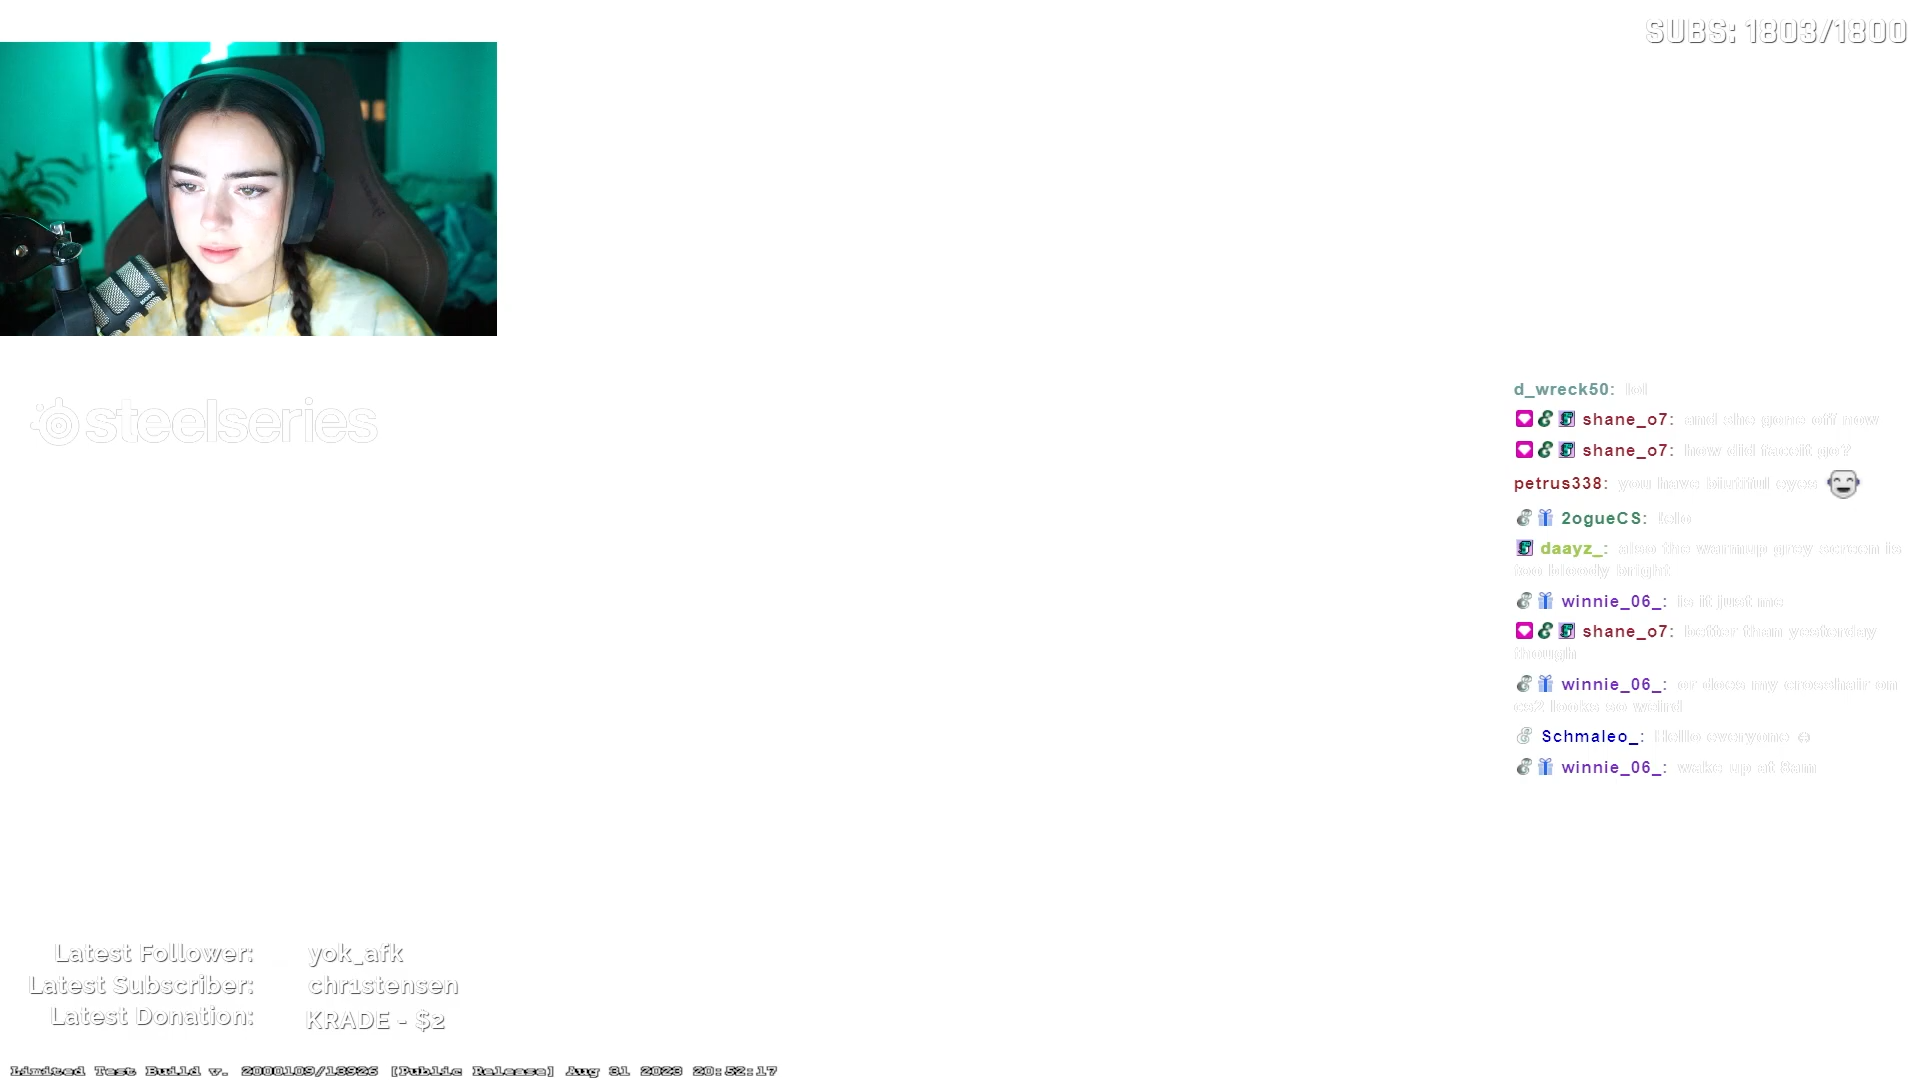 SUBS: 1803/1800
steelseries
d_wreck50: lol
shane_o7: and she gone off now
shane_o7: how did faceit go?
petrus338: you have biutiful eyes
2ogueCS: lelo
daayz_: also the warmup grey screen is
too bloody bright
winnie_06_: is it just me
shane_o7: better than yesterday
though
winnie_06_: or does my crosshair on
cs2 looks so weird
Schmaleo_: Hello everyone
winnie_06_: wake up at 8am
Latest Follower: yok_afk
Latest Subscriber: chr1stensen
Latest Donation: KRADE - $2
Limited Test Build v. 2000109/13926 [Public Release] Aug 31 2023 20:52:17